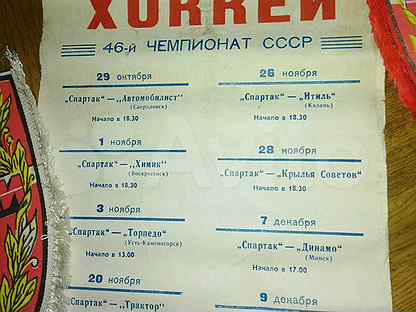 ХОККЕЙ
46-й ЧЕМПИОНАТ СССР
29 октября
„Спартак“ — „Автомобилист“
(Свердловск)
Начало в 18.30
1 ноября
„Спартак“ — „Химик“
(Воскресенск)
Начало в 18.30
3 ноября
„Спартак“ — „Торпедо“
(Усть-Каменогорск)
Начало в 13.00
20 ноября
„Спартак“ — „Трактор“
26 ноября
„Спартак“ — „Итиль“
(Казань)
Начало в 18.30
28 ноября
„Спартак“ — „Крылья Советов“
Начало в 18.30
7 декабря
„Спартак“ — „Динамо“
(Минск)
Начало в 17.00
9 декабря